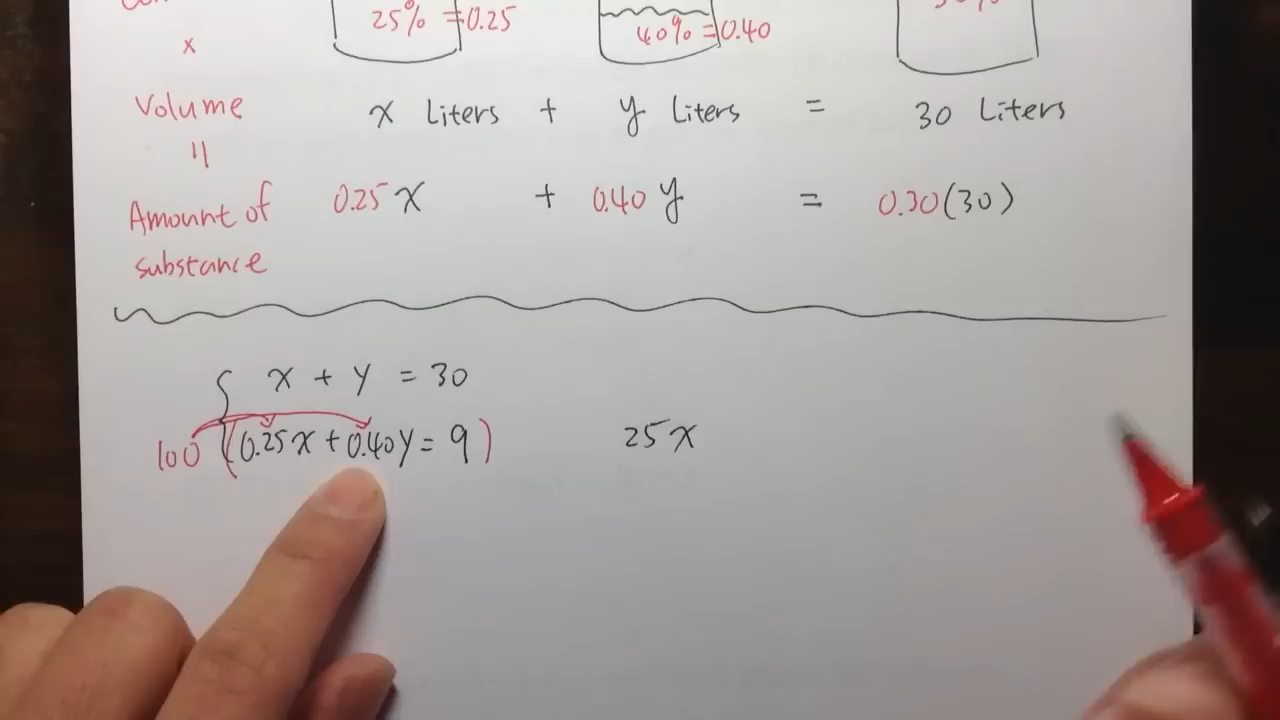 25% = 0.25 40% = 0.40
x
Volume x Liters + y Liters = 30 Liters
=
Amount of 0.25x + 0.40y = 0.30(30)
substance
{ x + y = 30
100 (0.25x + 0.40y = 9) 25x